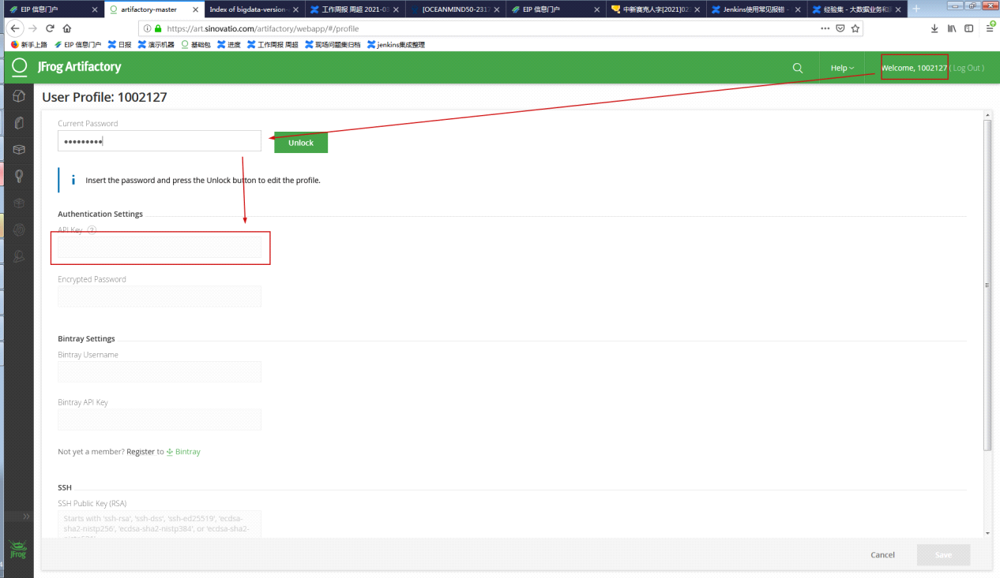 EIP 信息门户
artifactory-master
Index of bigdata-version-
工作周报 周超 2021-03
[OCEANMIND50-2317
EIP 信息门户
中新赛克人字[2021]02
Jenkins使用常见报错 -
经验集 - 大数据业务和
https://art.sinovatio.com/artifactory/webapp/#/profile
新手上路 EIP 信息门户 日报 演示机器 基础包 进度 工作周报 周超 现场问题集归档 jenkins集成整理
JFrog Artifactory
Help
Welcome, 1002127 ( Log Out )
User Profile: 1002127
Current Password
Unlock
Insert the password and press the Unlock button to edit the profile.
Authentication Settings
API Key ?
Encrypted Password
Bintray Settings
Bintray Username
Bintray API Key
Not yet a member? Register to Bintray
SSH
SSH Public Key (RSA)
Starts with 'ssh-rsa', 'ssh-dss', 'ssh-ed25519', 'ecdsa-
sha2-nistp256', 'ecdsa-sha2-nistp384', or 'ecdsa-sha2-
Cancel
Save
JFrog